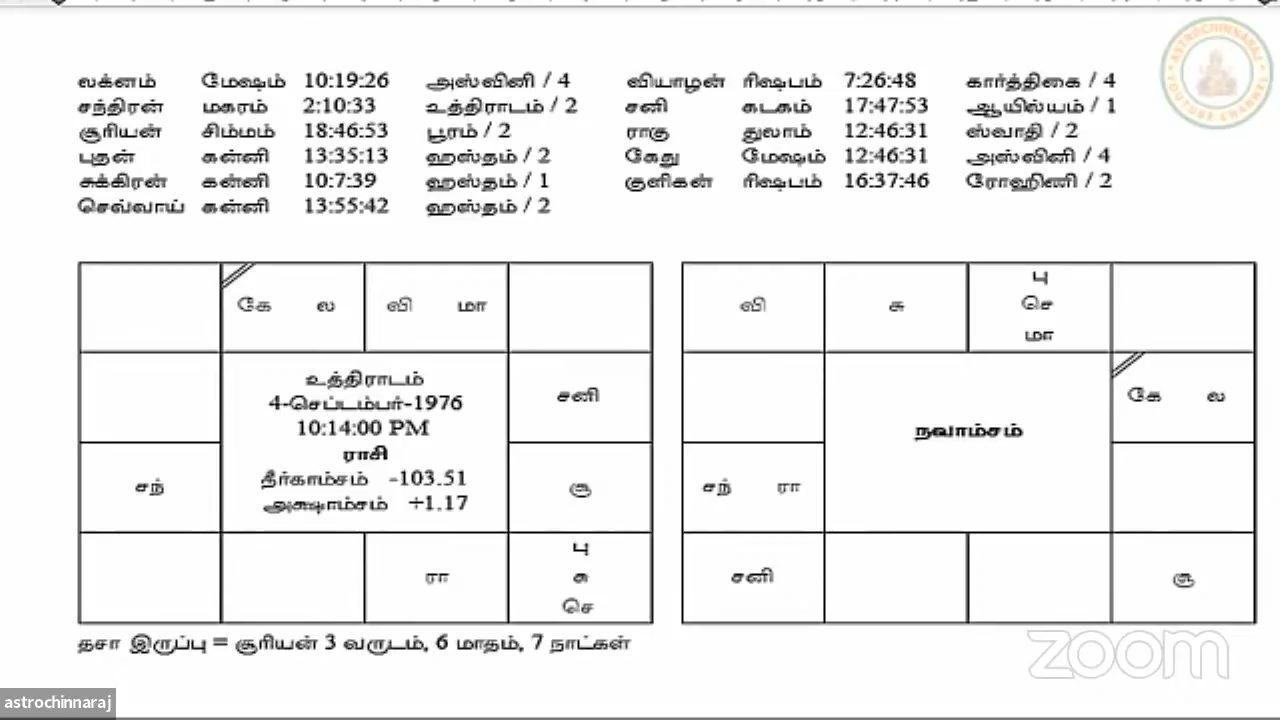 லக்னம் மேஷம் 10:19:26 அஸ்வினி / 4 வியாழன் ரிஷபம் 7:26:48 கார்த்திகை / 4
சந்திரன் மகரம் 2:10:33 உத்திராடம் / 2 சனி கடகம் 17:47:53 ஆயில்யம் / 1
சூரியன் சிம்மம் 18:46:53 பூரம் / 2 ராகு துலாம் 12:46:31 ஸ்வாதி / 2
புதன் கன்னி 13:35:13 ஹஸ்தம் / 2 கேது மேஷம் 12:46:31 அஸ்வினி / 4
சுக்கிரன் கன்னி 10:7:39 ஹஸ்தம் / 1 குளிகன் ரிஷபம் 16:37:46 ரோஹிணி / 2
செவ்வாய் கன்னி 13:55:42 ஹஸ்தம் / 2
கே ல வி மா
உத்திராடம்
4-செப்டம்பர்-1976
10:14:00 PM
ராசி
தீர்காம்சம் -103.51
அக்ஷாம்சம் +1.17
சனி
சந்
சூ
ரா
பு
சு
செ
வி சு
பு
செ
மா
கே ல
நவாம்சம்
சந் ரா
சனி
சூ
தசா இருப்பு = சூரியன் 3 வருடம், 6 மாதம், 7 நாட்கள்
zoom
astrochinnaraj
ASTROCHINNARAJ
YOUTUBE CHANNEL